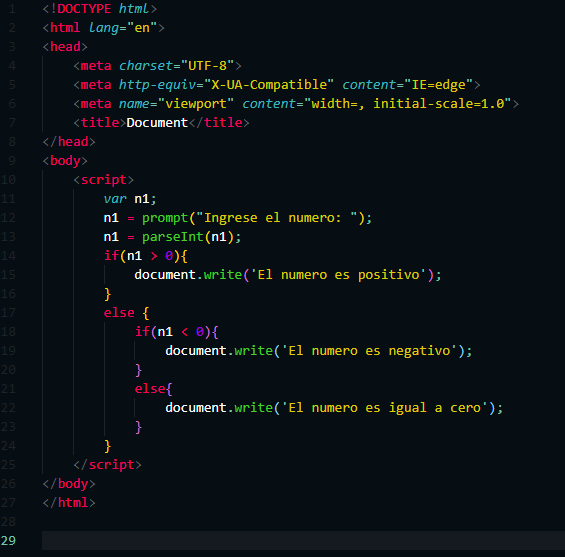 1 <!DOCTYPE html>
2 <html lang="en">
3 <head>
4     <meta charset="UTF-8">
5     <meta http-equiv="X-UA-Compatible" content="IE=edge">
6     <meta name="viewport" content="width=, initial-scale=1.0">
7     <title>Document</title>
8 </head>
9 <body>
10     <script>
11         var n1;
12         n1 = prompt("Ingrese el numero: ");
13         n1 = parseInt(n1);
14         if(n1 > 0){
15             document.write('El numero es positivo');
16         }
17         else {
18             if(n1 < 0){
19                 document.write('El numero es negativo');
20             }
21             else{
22                 document.write('El numero es igual a cero');
23             }
24         }
25     </script>
26 </body>
27 </html>
28
29